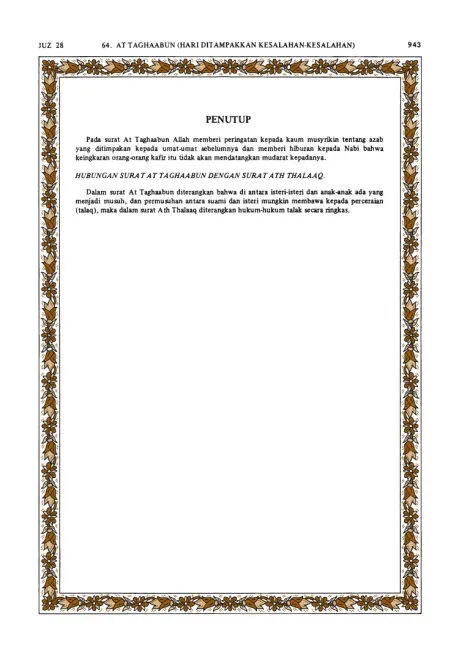 JUZ 28 64. AT TAGHAABUN (HARI DITAMPAKKAN KESALAHAN-KESALAHAN) 943
PENUTUP
Pada surat At Taghaabun Allah memberi peringatan kepada kaum musyrikin tentang azab
yang ditimpakan kepada umat-umat sebelumnya dan memberi hiburan kepada Nabi bahwa
keingkaran orang-orang kafir itu tidak akan mendatangkan mudarat kepadanya.
HUBUNGAN SURAT AT TAGHAABUN DENGAN SURAT ATH THALAAQ.
Dalam surat At Taghaabun diterangkan bahwa di antara isteri-isteri dan anak-anak ada yang
menjadi musuh, dan permusuhan antara suami dan isteri mungkin membawa kepada perceraian
(talaq), maka dalam surat Ath Thalaaq diterangkan hukum-hukum talak secara ringkas.